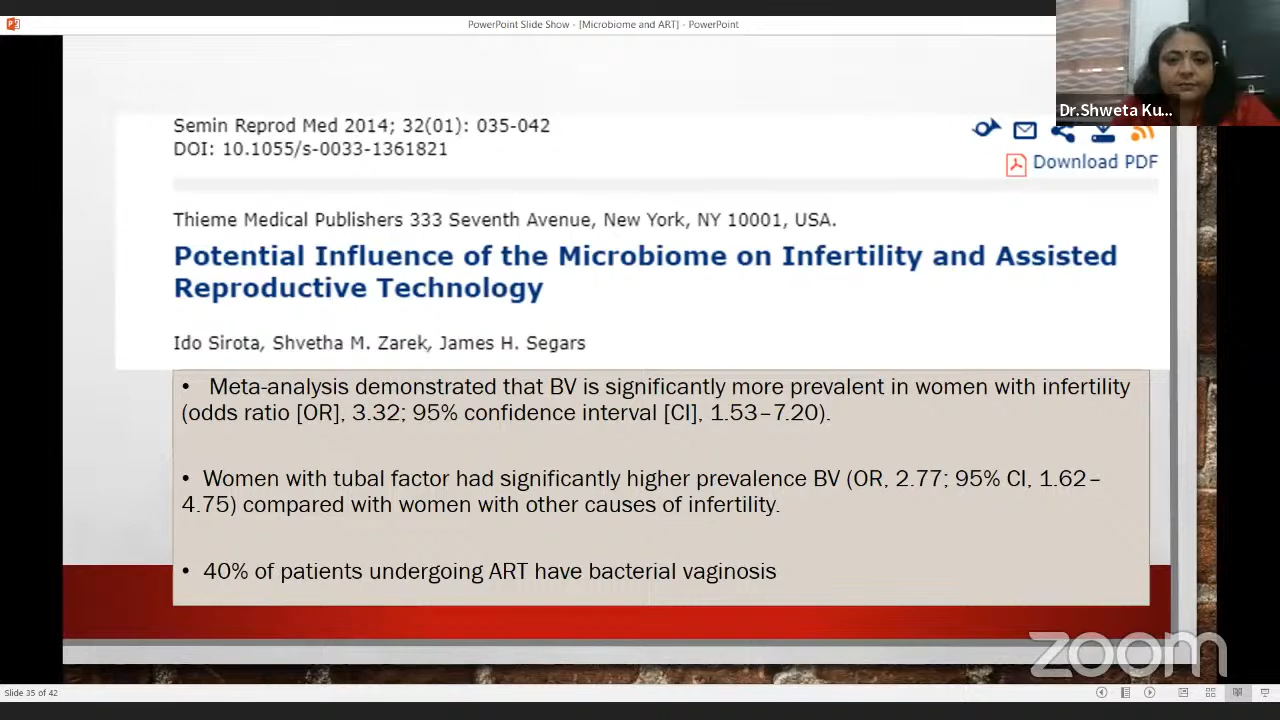 PowerPoint Slide Show - [Microbiome and ART] - PowerPoint
Dr.Shweta Ku...
Semin Reprod Med 2014; 32(01): 035-042
DOI: 10.1055/s-0033-1361821
Download PDF
Thieme Medical Publishers 333 Seventh Avenue, New York, NY 10001, USA.
Potential Influence of the Microbiome on Infertility and Assisted
Reproductive Technology
Ido Sirota, Shvetha M. Zarek, James H. Segars
• Meta-analysis demonstrated that BV is significantly more prevalent in women with infertility
(odds ratio [OR], 3.32; 95% confidence interval [CI], 1.53–7.20).
• Women with tubal factor had significantly higher prevalence BV (OR, 2.77; 95% CI, 1.62–
4.75) compared with women with other causes of infertility.
• 40% of patients undergoing ART have bacterial vaginosis
zoom
Slide 35 of 42